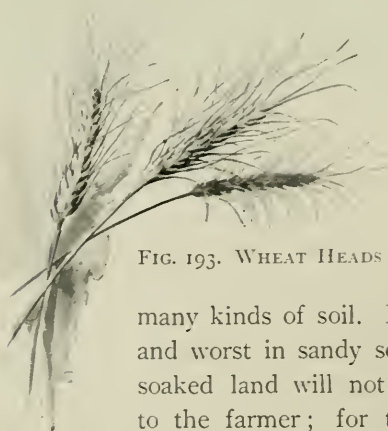 FIG. 193. WHEAT HEADS
many kinds of soil.
and worst in sandy
soaked land will not
to the farmer; for